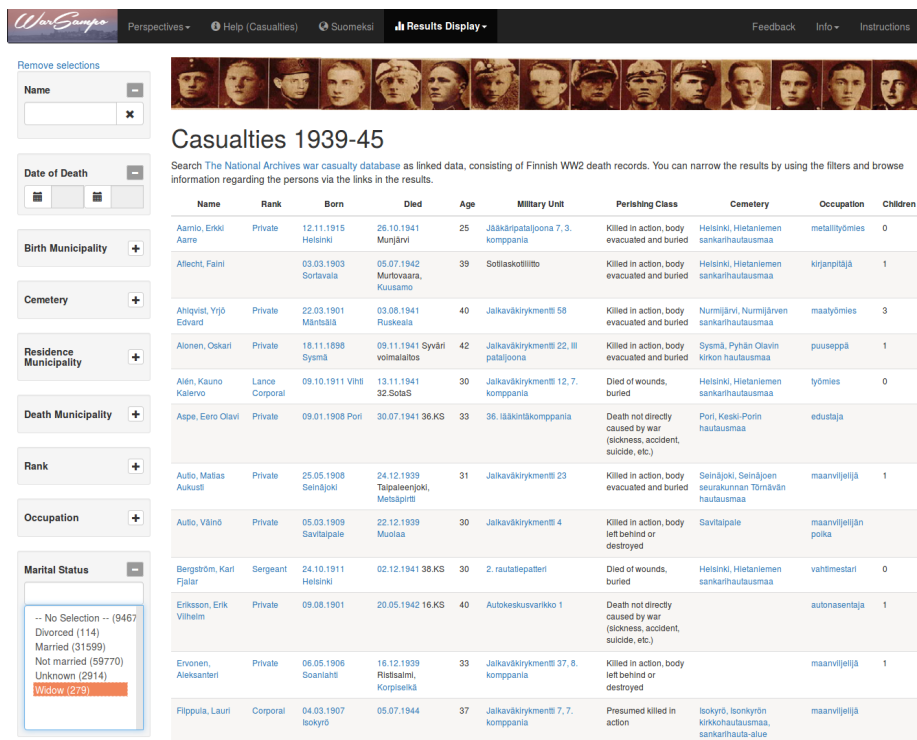 WarSampo Perspectives Help (Casualties) Suomeksi Results Display Feedback Info Instructions
Remove selections
Name
Date of Death
Birth Municipality
Cemetery
Residence
Municipality
Death Municipality
Rank
Occupation
Marital Status
-- No Selection -- (9467
Divorced (114)
Married (31599)
Not married (59770)
Unknown (2914)
Widow (279)
Casualties 1939-45
Search The National Archives war casualty database as linked data, consisting of Finnish WW2 death records. You can narrow the results by using the filters and browse
information regarding the persons via the links in the results.
Name Rank Born Died Age Military Unit Perishing Class Cemetery Occupation Children
Aarnio, Erkki Private 12.11.1915 26.10.1941 25 Jääkäripataljoona 7, 3. Killed in action, body Helsinki, Hietaniemen metallityömies 0
Aarre Helsinki Munjärvi komppania evacuated and buried sankarihautausmaa
Aflecht, Faini 03.03.1903 05.07.1942 39 Sotilaskotiliitto Killed in action, body Helsinki, Hietaniemen kirjanpitäjä 1
Sortavala Murtovaara, evacuated and buried sankarihautausmaa
Kuusamo
Ahlqvist, Yrjö Private 22.03.1901 03.08.1941 40 Jalkaväkirykmentti 58 Killed in action, body Nurmijärvi, Nurmijärven maatyömies 3
Edvard Mäntsälä Ruskeala evacuated and buried sankarihautausmaa
Alonen, Oskari Private 18.11.1898 09.11.1941 Syväri 42 Jalkaväkirykmentti 22, III Killed in action, body Sysmä, Pyhän Olavin puuseppä 1
Sysmä voimalaitos pataljoona evacuated and buried kirkon hautausmaa
Alén, Kauno Lance 09.10.1911 Vihti 13.11.1941 30 Jalkaväkirykmentti 12, 7. Died of wounds, Helsinki, Hietaniemen työmies 0
Kalervo Corporal 32.SotaS komppania buried sankarihautausmaa
Aspe, Eero Olavi Private 09.01.1908 Pori 30.07.1941 36.KS 33 36. lääkintäkomppania Death not directly Pori, Keski-Porin edustaja
caused by war hautausmaa
(sickness, accident,
suicide, etc.)
Autio, Matias Private 25.05.1908 24.12.1939 31 Jalkaväkirykmentti 23 Killed in action, body Seinäjoki, Seinäjoen maanviljelijä 1
Aukusti Seinäjoki Taipaleenjoki, evacuated and buried seurakunnan Törnävän
Metsäpirtti hautausmaa
Autio, Väinö Private 05.03.1909 22.12.1939 30 Jalkaväkirykmentti 4 Killed in action, body Savitaipale maanviljelijän
Savitaipale Muolaa left behind or poika
destroyed
Bergström, Karl Sergeant 24.10.1911 02.12.1941 38.KS 30 2. rautatiepatteri Died of wounds, Helsinki, Hietaniemen vahtimestari 0
Fjalar Helsinki buried sankarihautausmaa
Eriksson, Erik Private 09.08.1901 20.05.1942 16.KS 40 Autokeskusvarikko 1 Death not directly autonasentaja 1
Vilhelm caused by war
(sickness, accident,
suicide, etc.)
Ervonen, Private 06.05.1906 16.12.1939 33 Jalkaväkirykmentti 37, 8. Killed in action, body maanviljelijä 1
Aleksanteri Soanlahti Ristisalmi, komppania left behind or
Korpiselkä destroyed
Filppula, Lauri Corporal 04.03.1907 05.07.1944 37 Jalkaväkirykmentti 7, 7. Presumed killed in Isokyrö, Isonkyrön maanviljelijä
Isokyrö komppania action kirkkohautausmaa,
sankarihauta-alue